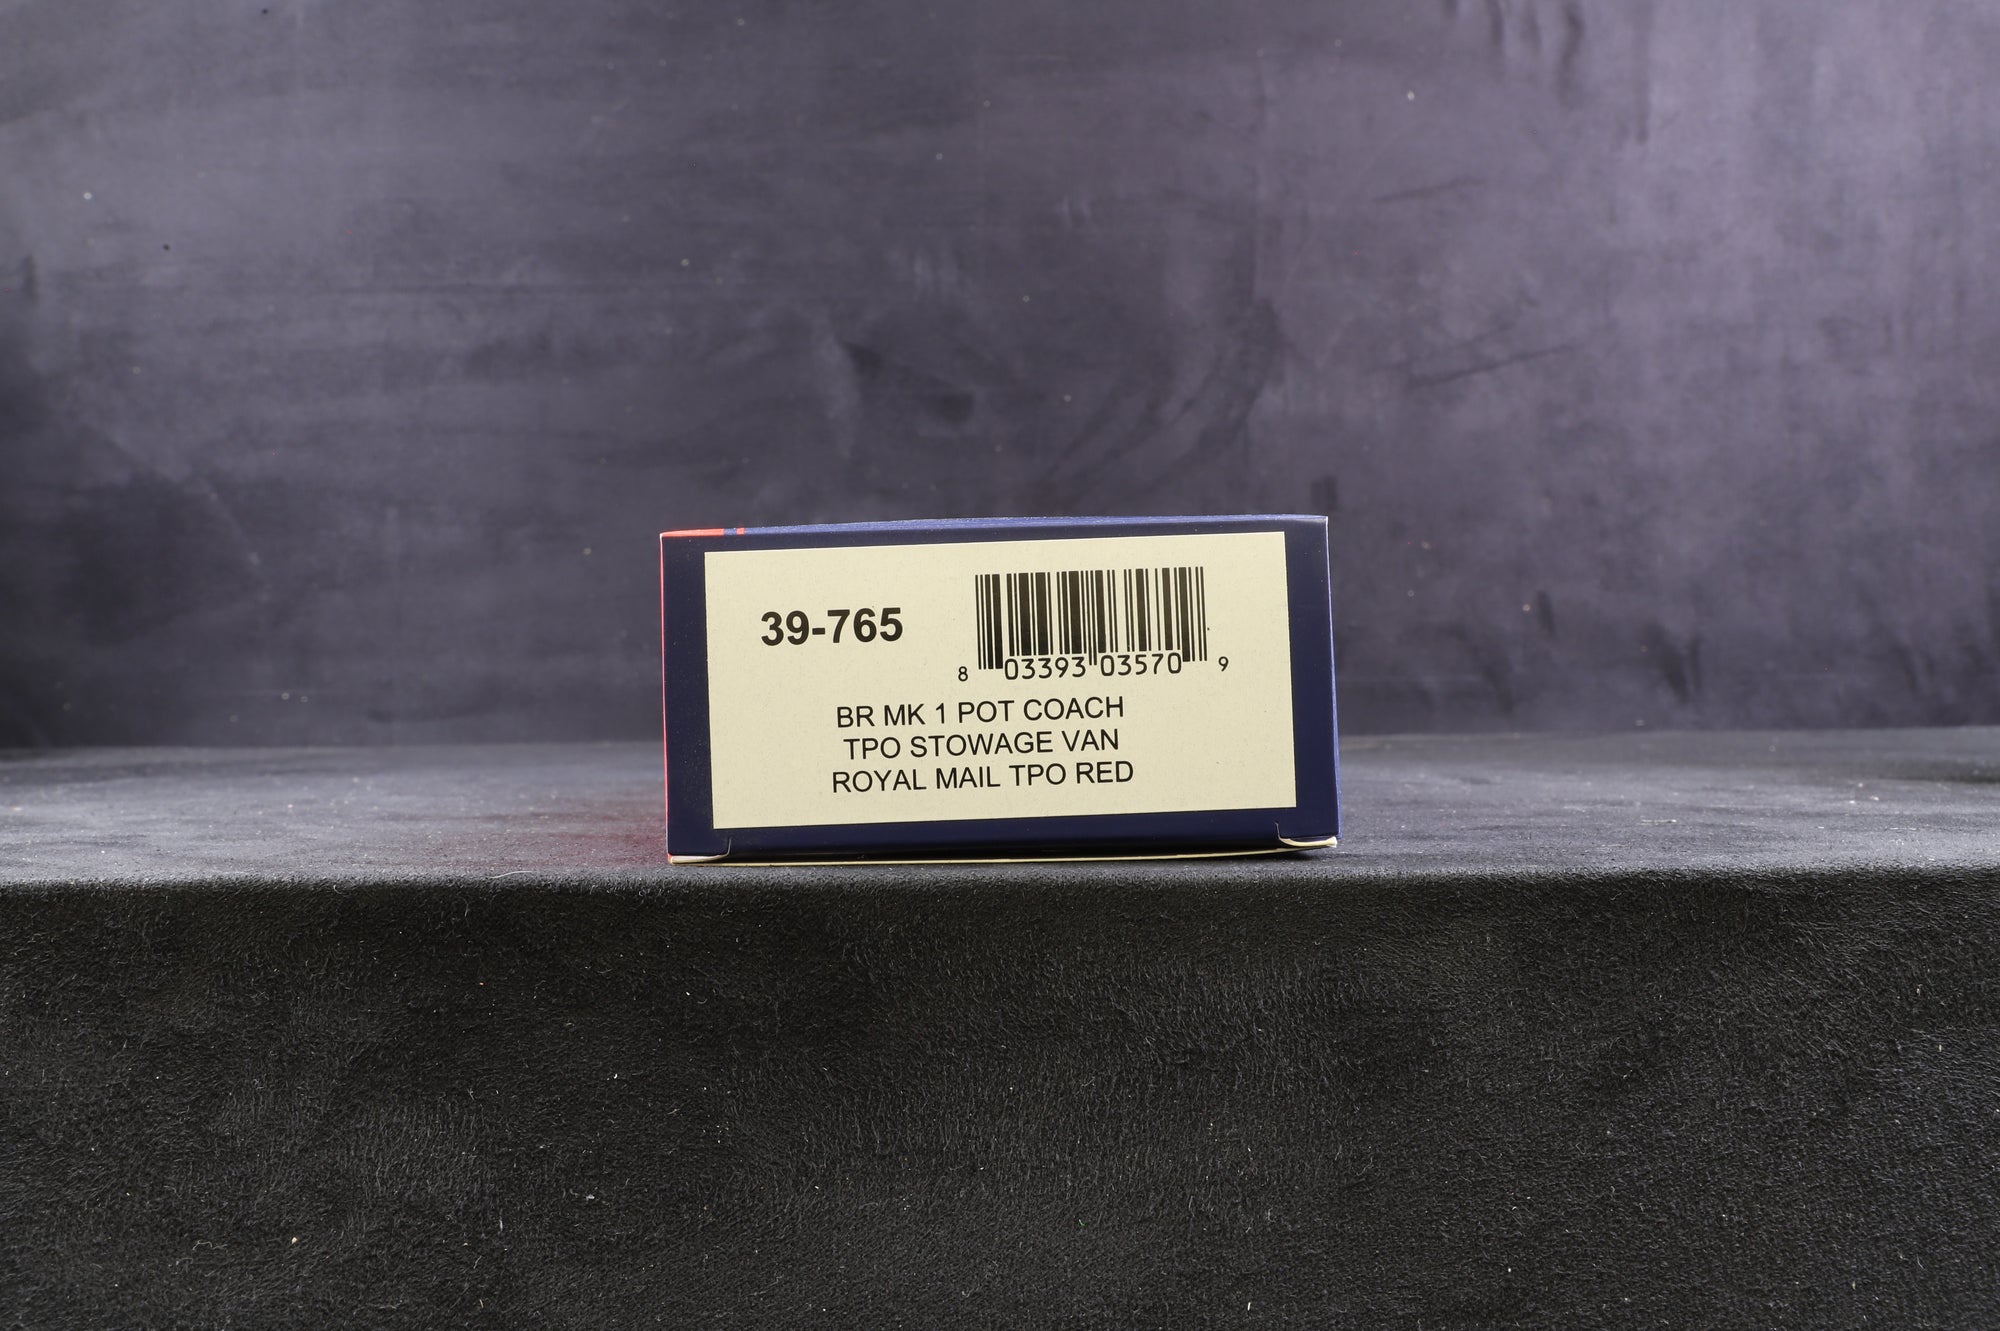 39-765
8 03393 03570 9
BR MK 1 POT COACH
TPO STOWAGE VAN
ROYAL MAIL TPO RED